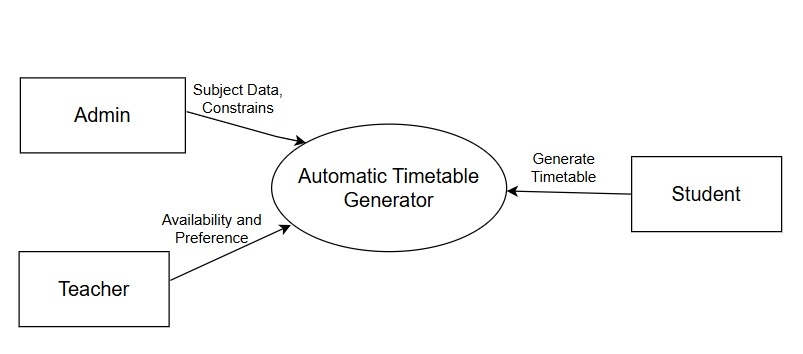 Admin
Subject Data,
Constrains
Automatic Timetable
Generator
Generate
Timetable
Student
Availability and
Preference
Teacher